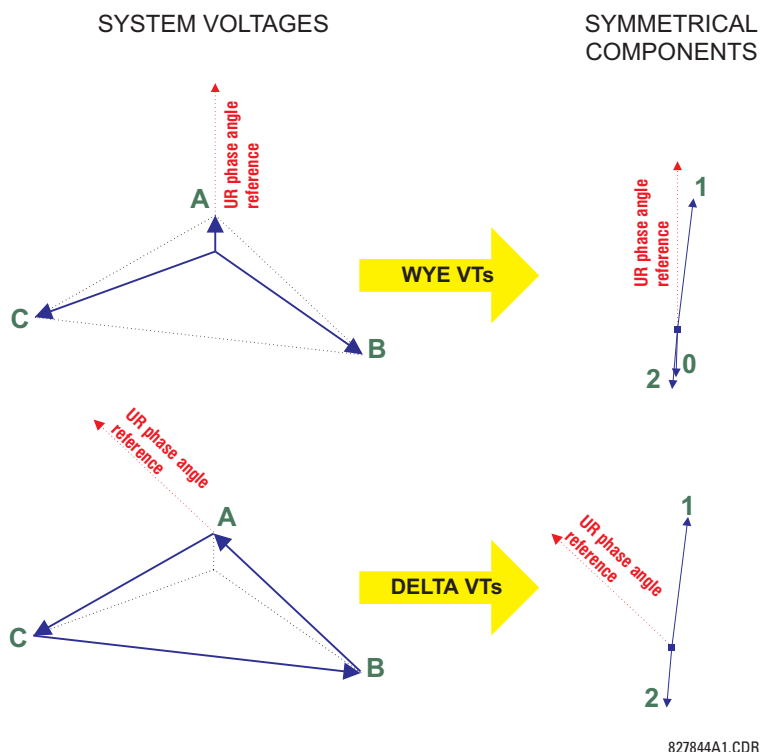 SYSTEM VOLTAGES
SYMMETRICAL
COMPONENTS
A
UR phase angle
reference
C
B
WYE VTs
UR phase angle
reference
1
2
0
UR phase angle
reference
A
C
B
DELTA VTs
UR phase angle
reference
1
2
827844A1.CDR